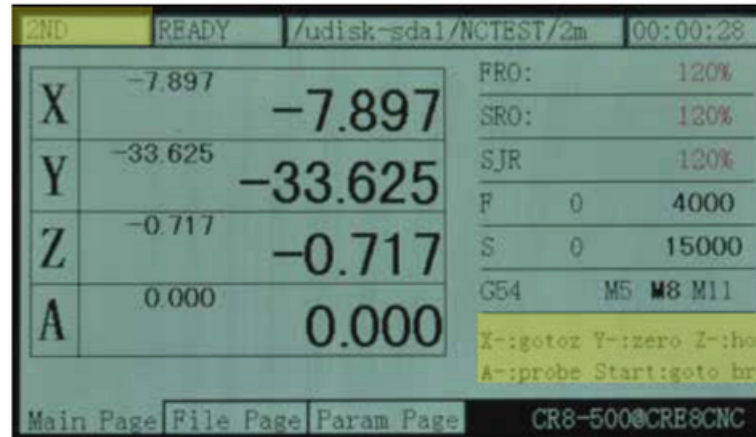 2ND READY /udisk-sda1/NCTEST/2m 00:00:28
X -7.897 -7.897
Y -33.625 -33.625
Z -0.717 -0.717
A 0.000 0.000
FRO: 120%
SRO: 120%
SJR 120%
F 0 4000
S 0 15000
G54 M5 M8 M11
X-:gotoz Y-:zero Z-:ho
A-:probe Start:goto br
Main Page File Page Param Page CR8-500@CRE8CNC